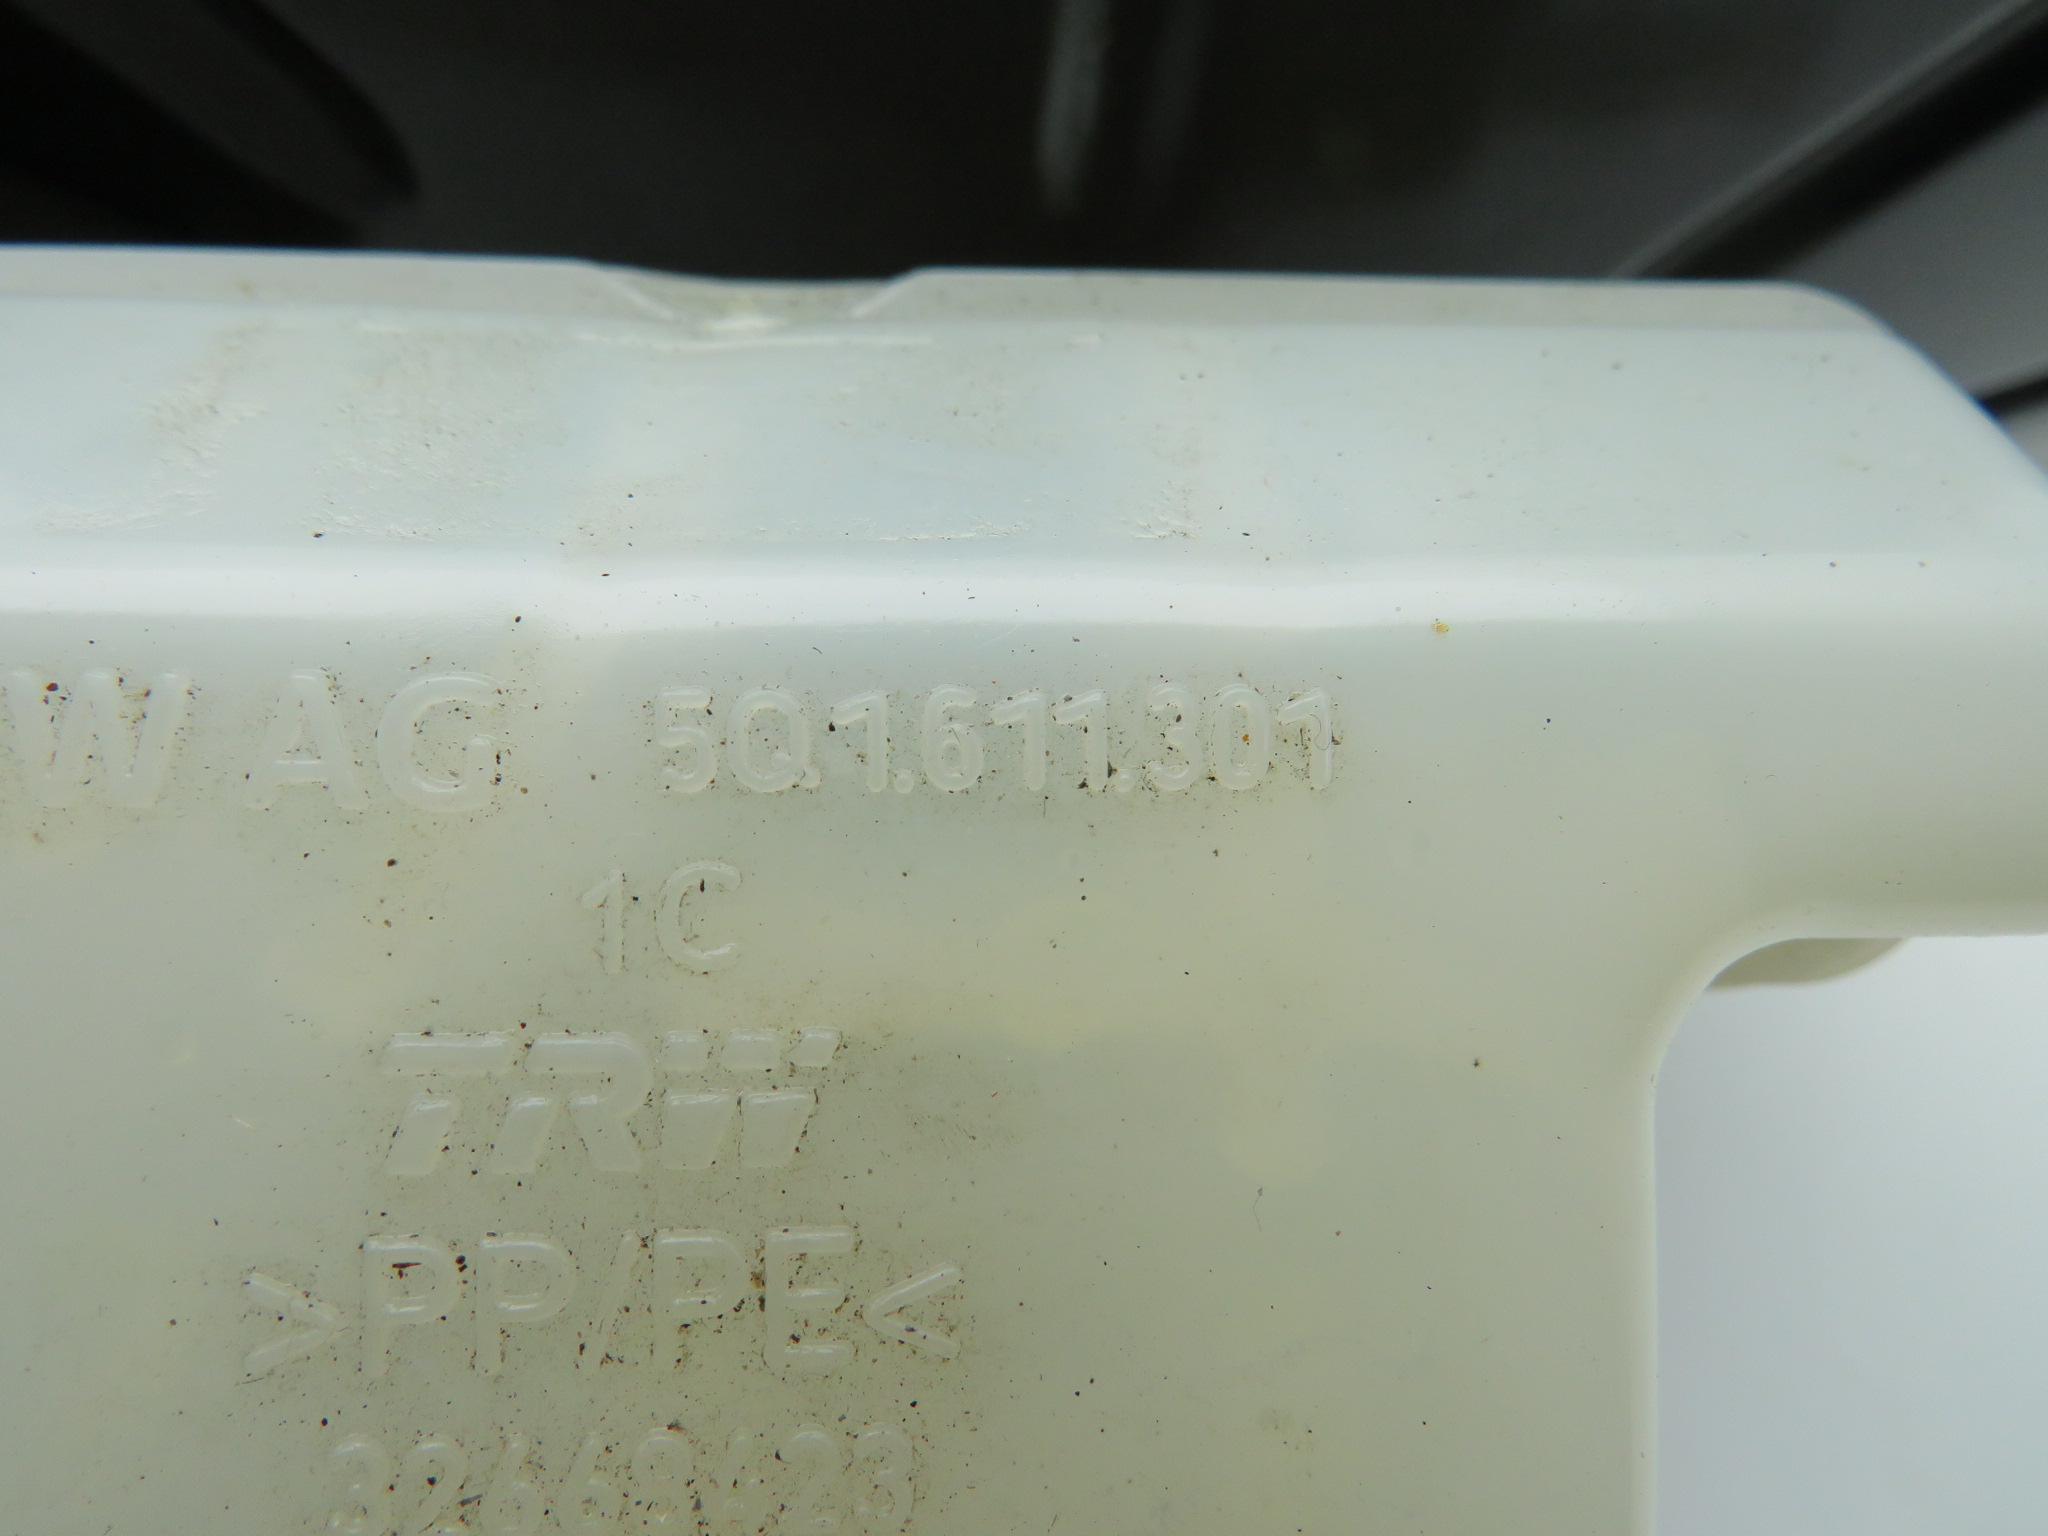 W AG 5Q1.611.301
1C
TRW
>PP/PE<